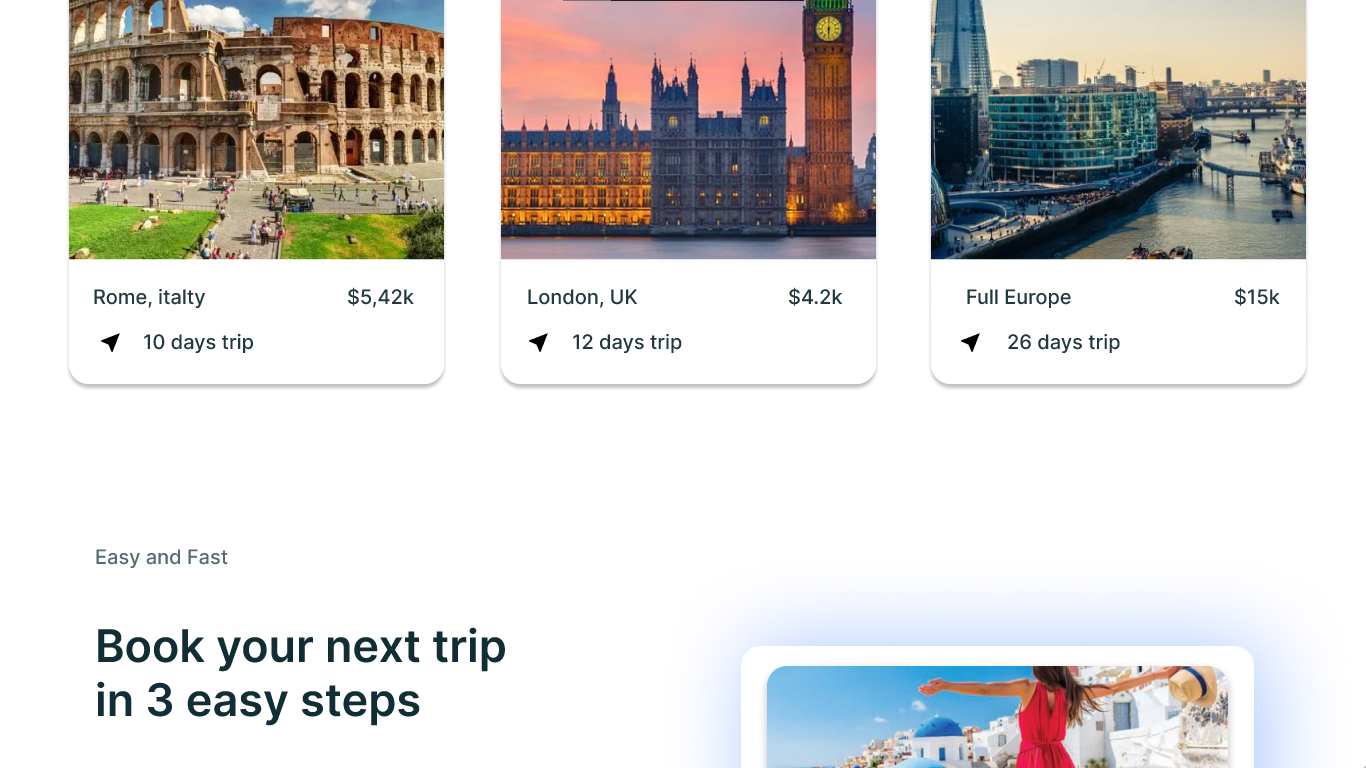 Rome, italty
$5,42k
10 days trip
London, UK
$4.2k
12 days trip
Full Europe
$15k
26 days trip
Easy and Fast
Book your next trip
in 3 easy steps